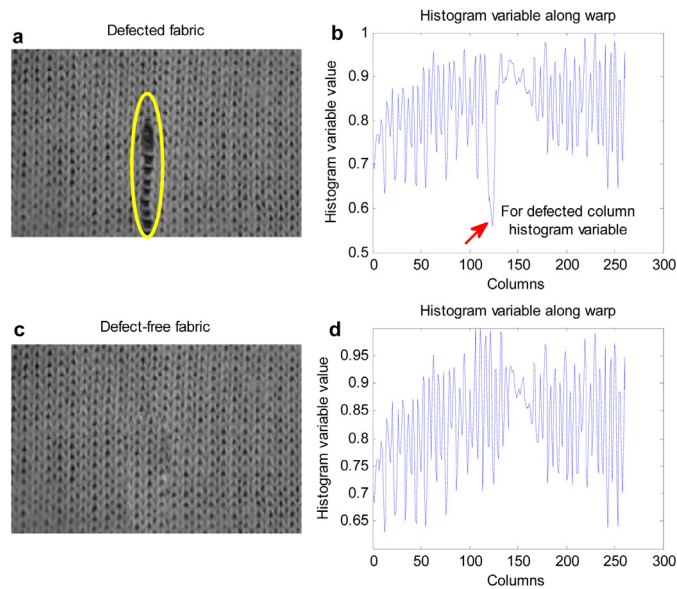 a
Defected fabric
b
Histogram variable along warp
Histogram variable value
1
0.9
0.8
0.7
0.6
0.5
For defected column
histogram variable
0
50
100
150
200
250
300
Columns
c
Defect-free fabric
d
Histogram variable along warp
Histogram variable value
0.95
0.9
0.85
0.8
0.75
0.7
0.65
0
50
100
150
200
250
300
Columns